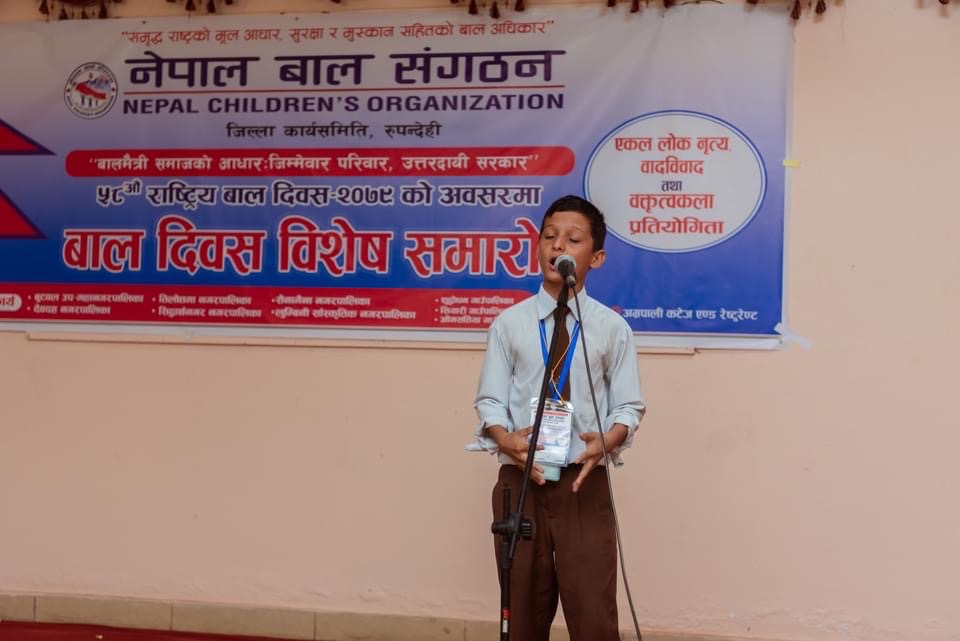 "समृद्ध राष्ट्रको मूल आधार, सुरक्षा र मुस्कान सहितको बाल अधिकार"
नेपाल बाल संगठन
NEPAL CHILDREN'S ORGANIZATION
जिल्ला कार्यसमिति, रुपन्देही
"बालमैत्री समाजको आधार:जिम्मेवार परिवार, उत्तरदायी सरकार"
५८औं राष्ट्रिय बाल दिवस-२०७९ को अवसरमा
बाल दिवस विशेष समारो
एकल लोक नृत्य,
वादविवाद
तथा
वक्तृत्वकला
प्रतियोगिता
• बुटवल उप-महानगरपालिका • तिलोत्तमा नगरपालिका • सैनामैना नगरपालिका • शुद्धोधन गाउँपालिका
• देवदह नगरपालिका • सिद्धार्थनगर नगरपालिका • लुम्बिनी सांस्कृतिक नगरपालिका • सियारी गाउँपालिका
• ओमसतिया
अम्रपाली कटेज एण्ड रेष्टुरेण्ट